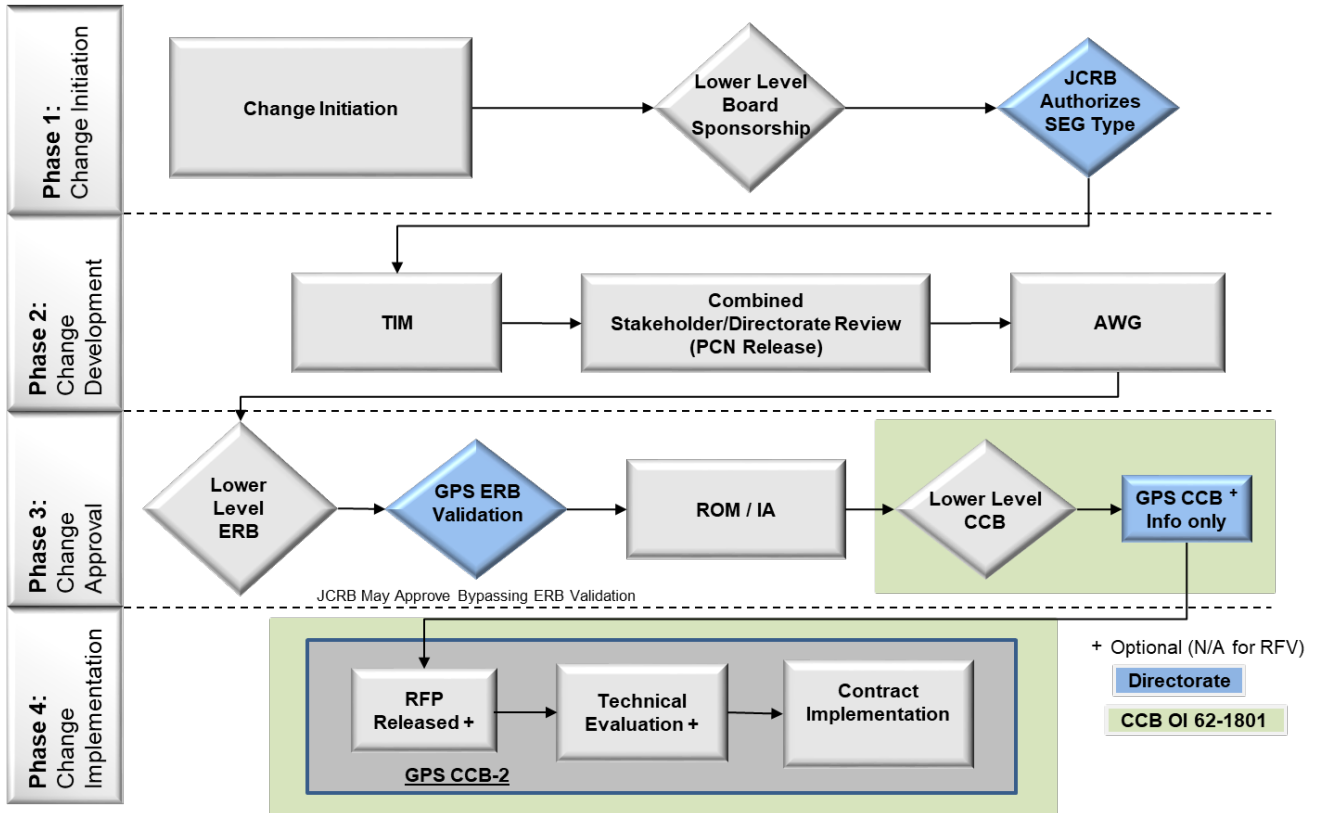 Phase 1:
Change Initiation
Change Initiation
Lower Level
Board
Sponsorship
JCRB
Authorizes
SEG Type
Phase 2:
Change
Development
TIM
Combined
Stakeholder/Directorate Review
(PCN Release)
AWG
Phase 3:
Change
Approval
Lower
Level
ERB
GPS ERB
Validation
ROM / IA
Lower Level
CCB
GPS CCB +
Info only
JCRB May Approve Bypassing ERB Validation
Phase 4:
Change
Implementation
RFP
Released +
Technical
Evaluation +
Contract
Implementation
GPS CCB-2
+ Optional (N/A for RFV)
Directorate
CCB OI 62-1801